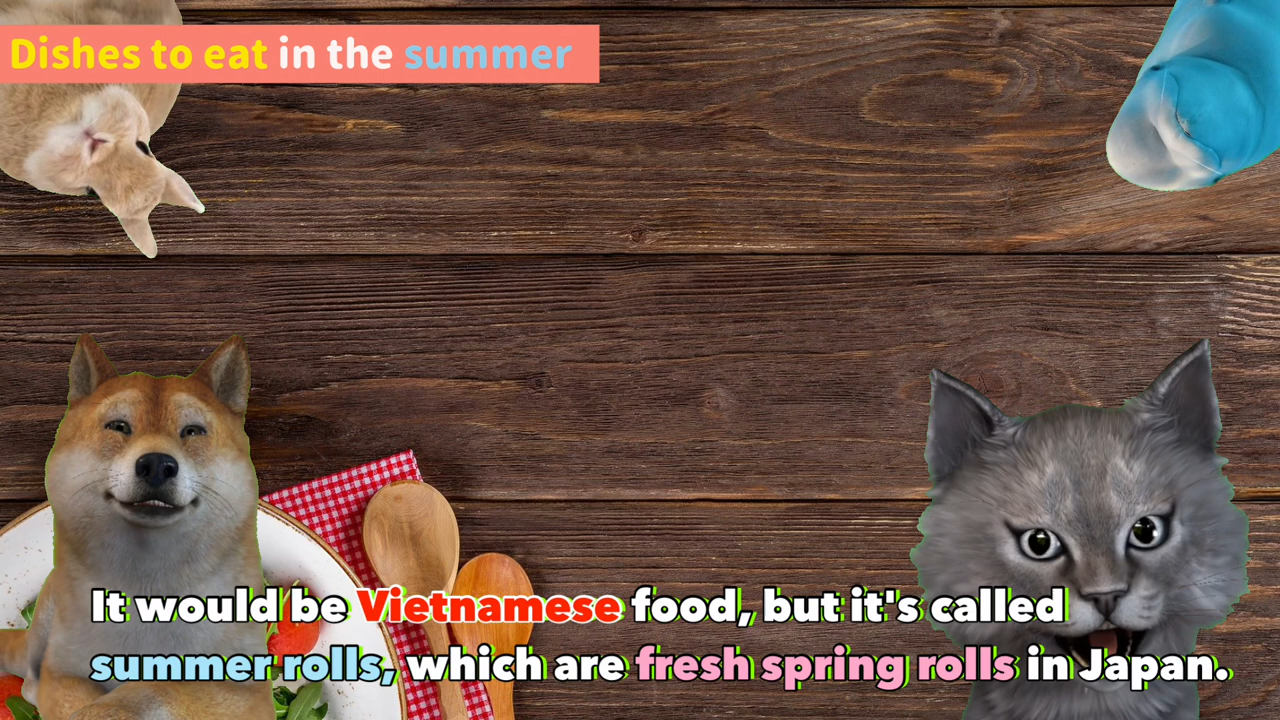 Dishes to eat in the summer
It would be Vietnamese food, but it's called
summer rolls, which are fresh spring rolls in Japan.